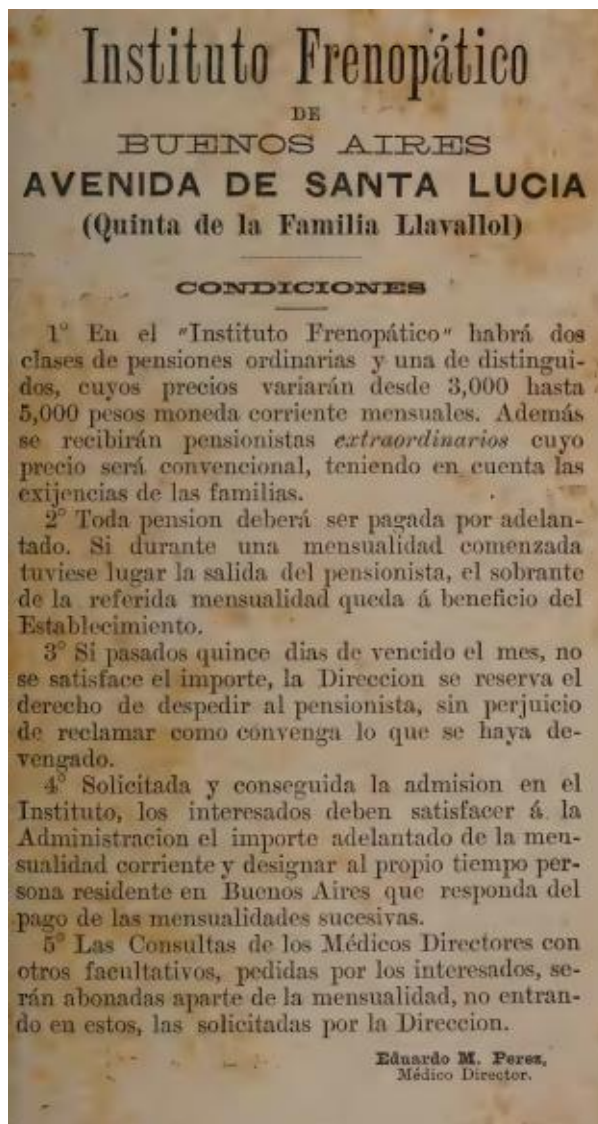 Instituto Frenopático
DE
BUENOS AIRES
AVENIDA DE SANTA LUCIA
(Quinta de la Familia Llavallol)
CONDICIONES
1° En el "Instituto Frenopático" habrá dos
clases de pensiones ordinarias y una de distingui-
dos, cuyos precios variarán desde 3,000 hasta
5,000 pesos moneda corriente mensuales. Además
se recibirán pensionistas extraordinarios cuyo
precio será convencional, teniendo en cuenta las
exijencias de las familias.
2° Toda pension deberá ser pagada por adelan-
tado. Si durante una mensualidad comenzada
tuviese lugar la salida del pensionista, el sobrante
de la referida mensualidad queda á beneficio del
Establecimiento.
3° Si pasados quince dias de vencido el mes, no
se satisface el importe, la Direccion se reserva el
derecho de despedir al pensionista, sin perjuicio
de reclamar como convenga lo que se haya de-
vengado.
4° Solicitada y conseguida la admision en el
Instituto, los interesados deben satisfacer á la
Administracion el importe adelantado de la men-
sualidad corriente y designar al propio tiempo per-
sona residente en Buenos Aires que responda del
pago de las mensualidades sucesivas.
5° Las Consultas de los Médicos Directores con
otros facultativos, pedidas por los interesados, se-
rán abonadas aparte de la mensualidad, no entran-
do en estos, las solicitadas por la Direccion.
Eduardo M. Perez,
Médico Director.